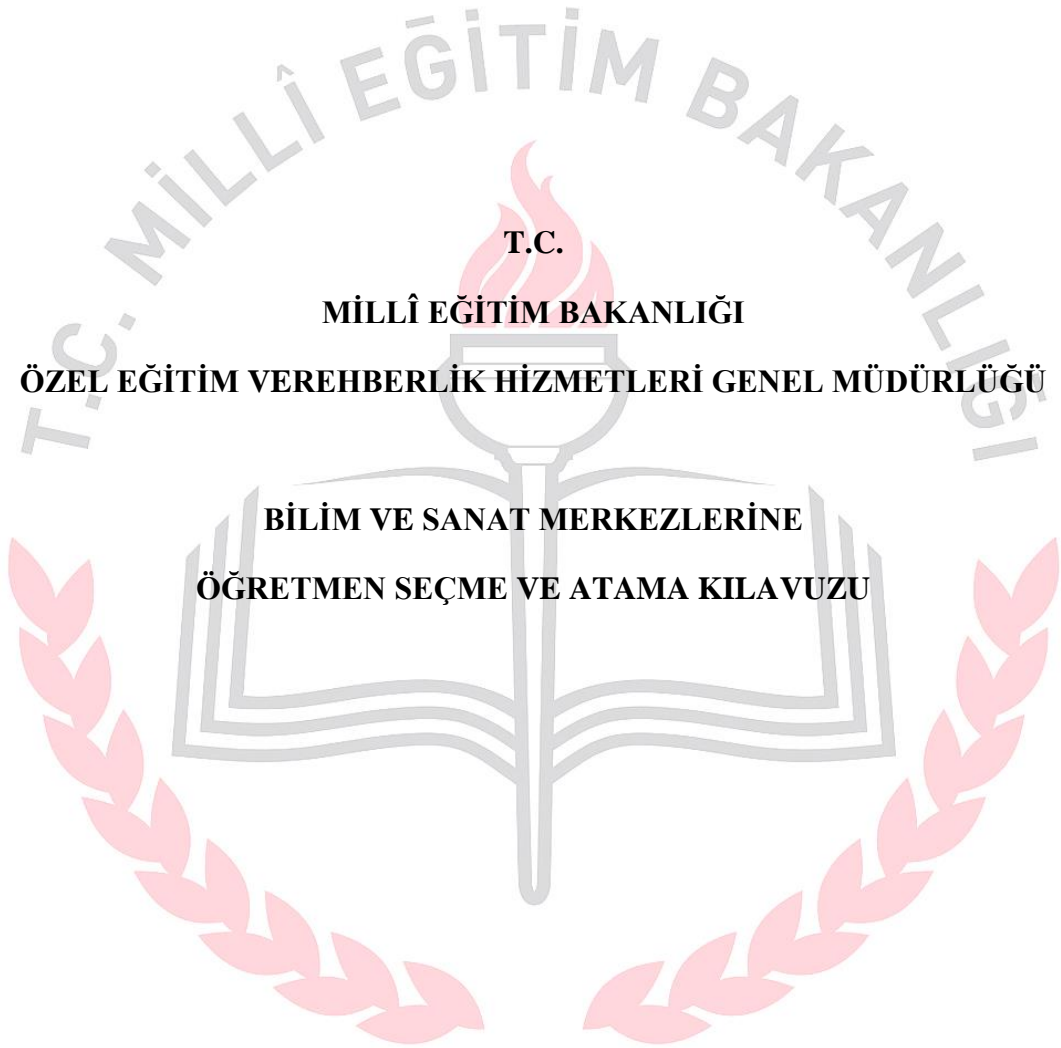 T.C. MİLLÎ EĞİTİM BAKANLIĞI
T.C.
MİLLÎ EĞİTİM BAKANLIĞI
ÖZEL EĞİTİM VEREHBERLİK HİZMETLERİ GENEL MÜDÜRLÜĞÜ
BİLİM VE SANAT MERKEZLERİNE
ÖĞRETMEN SEÇME VE ATAMA KILAVUZU